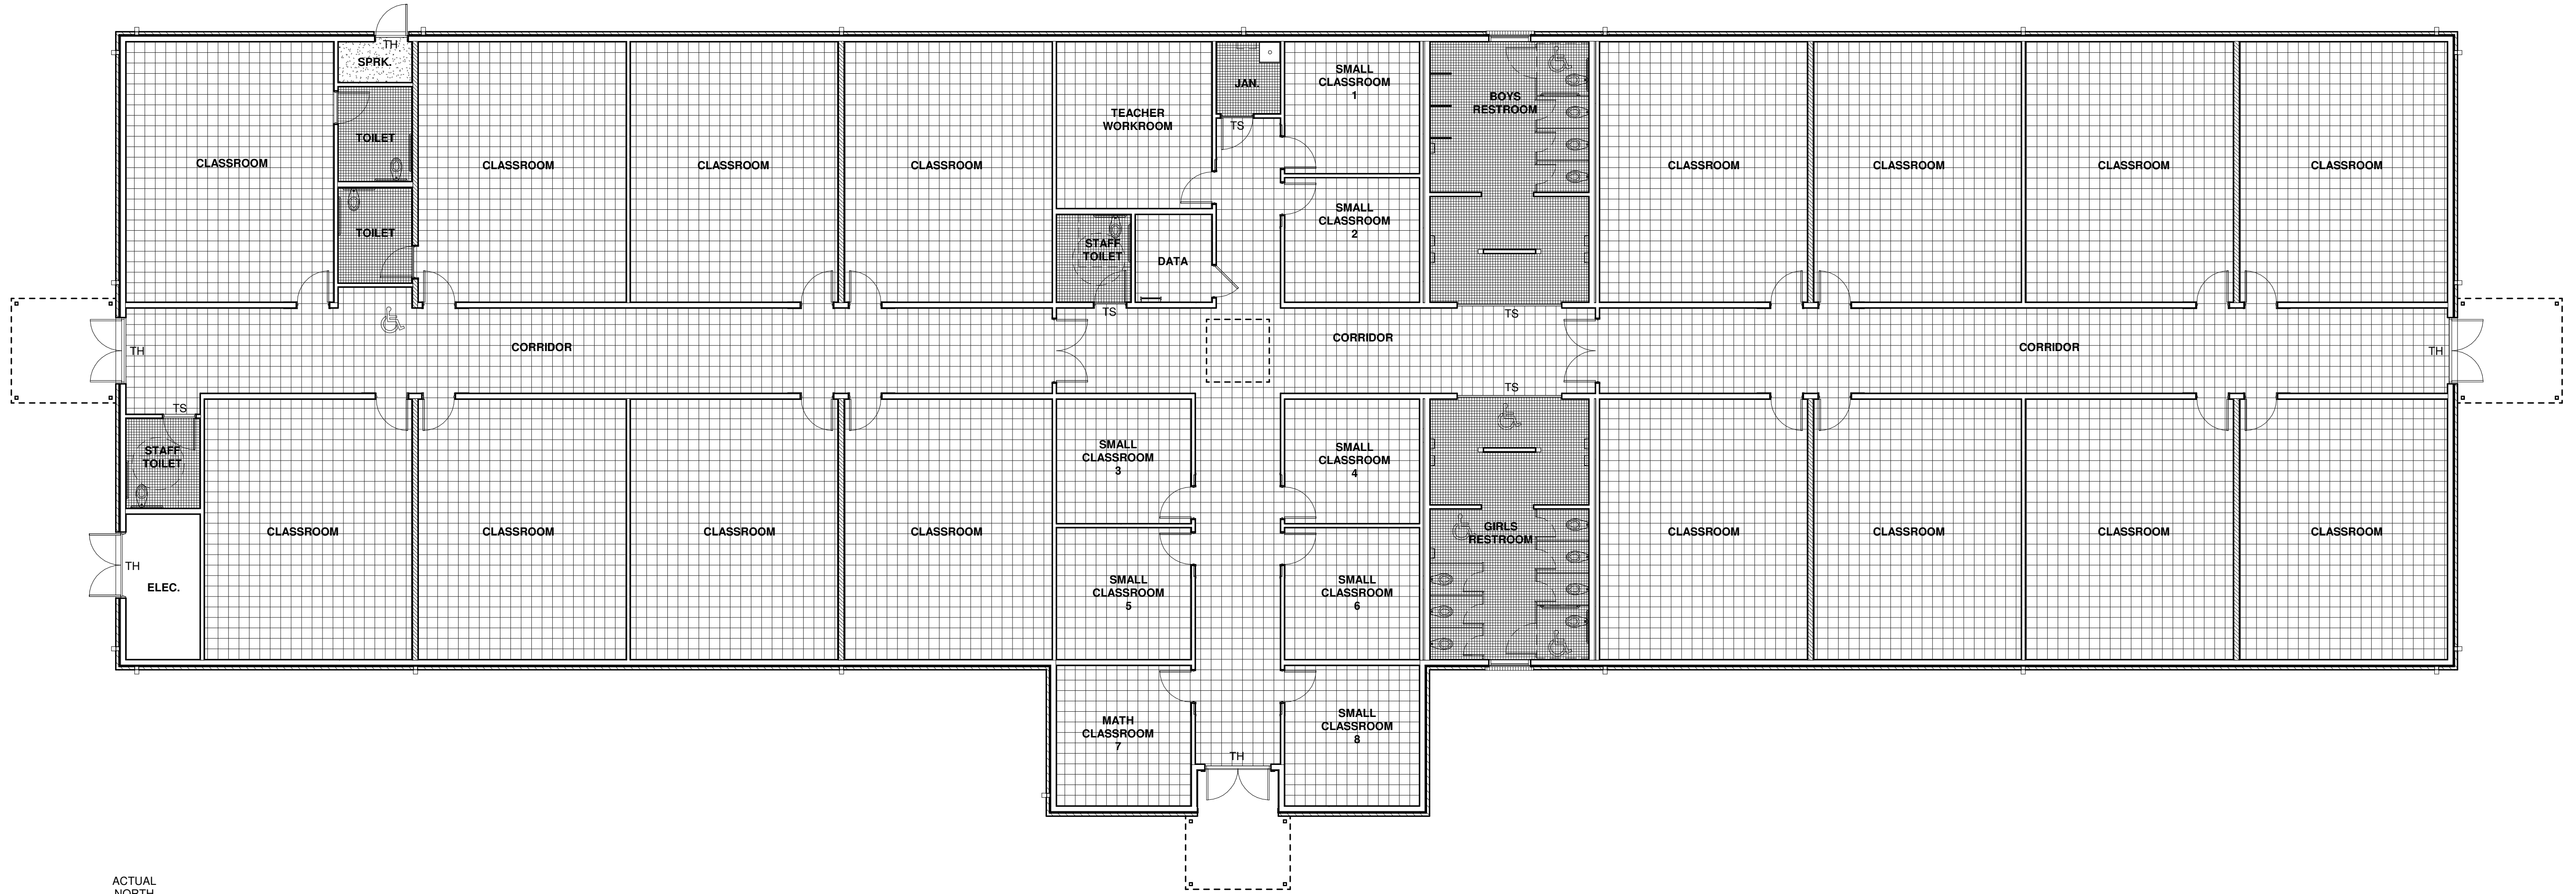 TH
SPRK.
TOILET
TOILET
CLASSROOM
CLASSROOM
CLASSROOM
CLASSROOM
TEACHER
WORKROOM
JAN.
TS
SMALL
CLASSROOM
1
SMALL
CLASSROOM
2
BOYS
RESTROOM
CLASSROOM
CLASSROOM
CLASSROOM
CLASSROOM
STAFF
TOILET
DATA
TS
TS
TH
CORRIDOR
CORRIDOR
CORRIDOR
TH
TS
TS
STAFF
TOILET
TH
ELEC.
CLASSROOM
CLASSROOM
CLASSROOM
CLASSROOM
SMALL
CLASSROOM
3
SMALL
CLASSROOM
4
SMALL
CLASSROOM
5
SMALL
CLASSROOM
6
GIRLS
RESTROOM
CLASSROOM
CLASSROOM
CLASSROOM
CLASSROOM
MATH
CLASSROOM
7
SMALL
CLASSROOM
8
TH
ACTUAL
NORTH